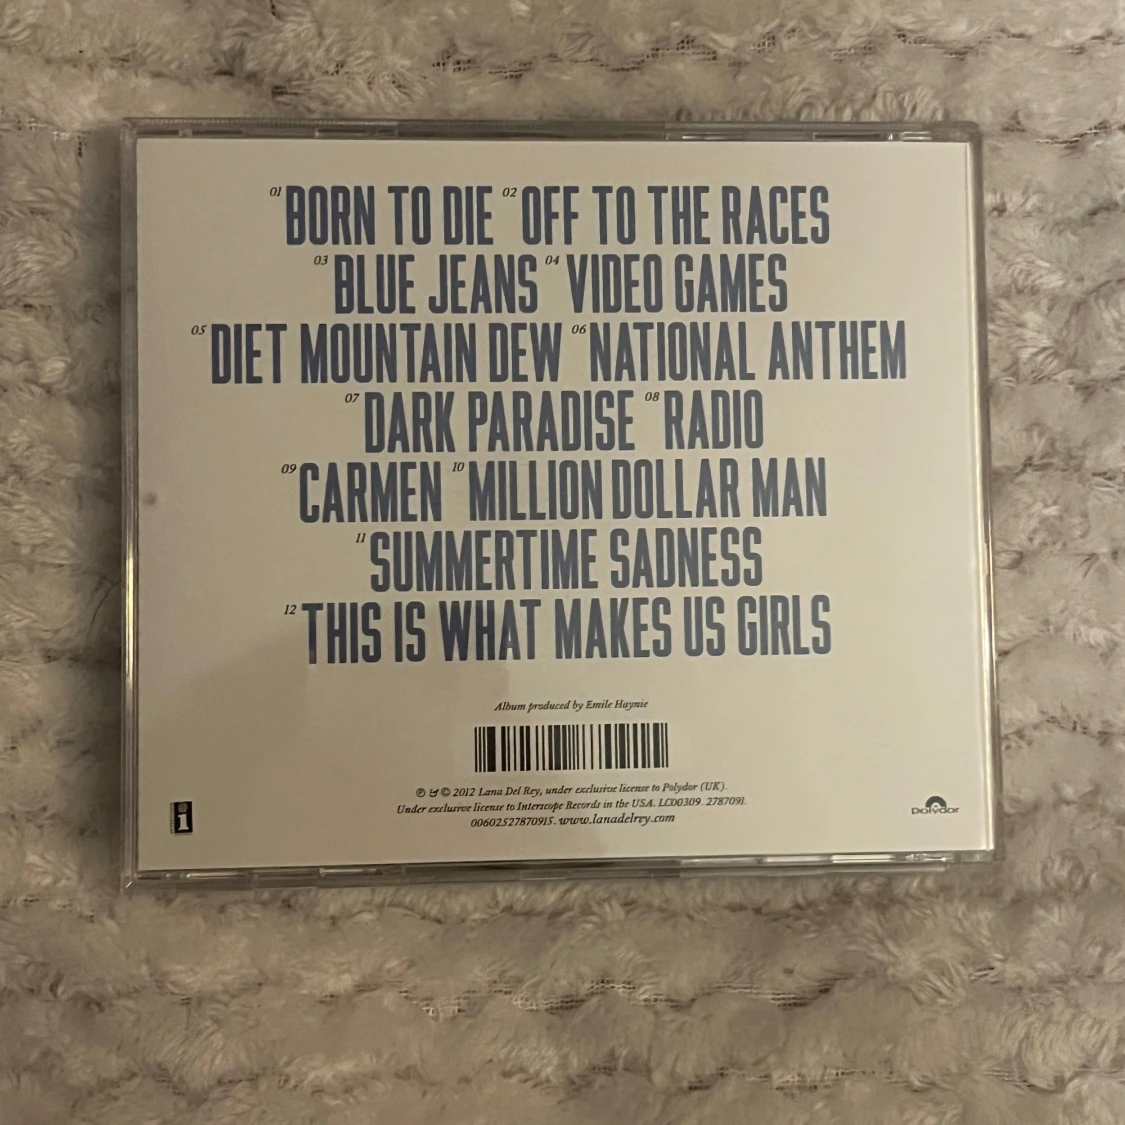 01 BORN TO DIE 02 OFF TO THE RACES
03 BLUE JEANS 04 VIDEO GAMES
05 DIET MOUNTAIN DEW 06 NATIONAL ANTHEM
07 DARK PARADISE 08 RADIO
09 CARMEN 10 MILLION DOLLAR MAN
11 SUMMERTIME SADNESS
12 THIS IS WHAT MAKES US GIRLS
Album produced by Emile Haynie
℗ & © 2012 Lana Del Rey, under exclusive license to Polydor (UK).
Under exclusive license to Interscope Records in the USA. LC00309. 2787091.
00602527870915. www.lanadelrey.com
i
Polydor